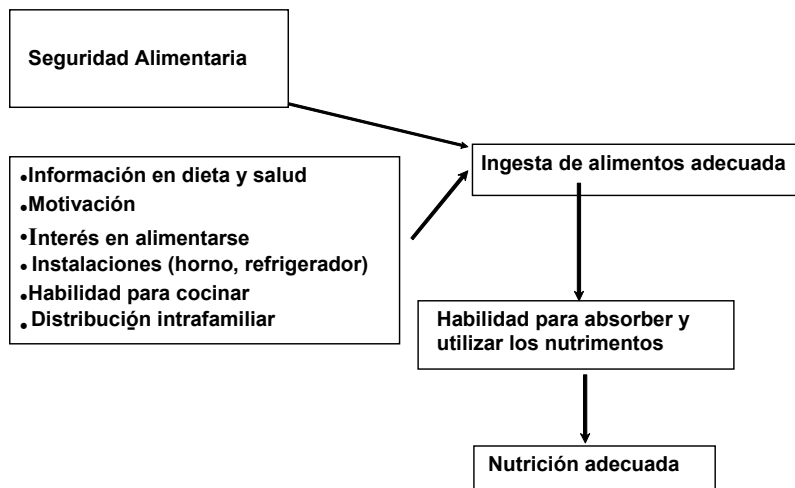 Seguridad Alimentaria
Ingesta de alimentos adecuada
•Información en dieta y salud
•Motivación
•Interés en alimentarse
• Instalaciones (horno, refrigerador)
•Habilidad para cocinar
• Distribución intrafamiliar
Habilidad para absorber y
utilizar los nutrimentos
Nutrición adecuada